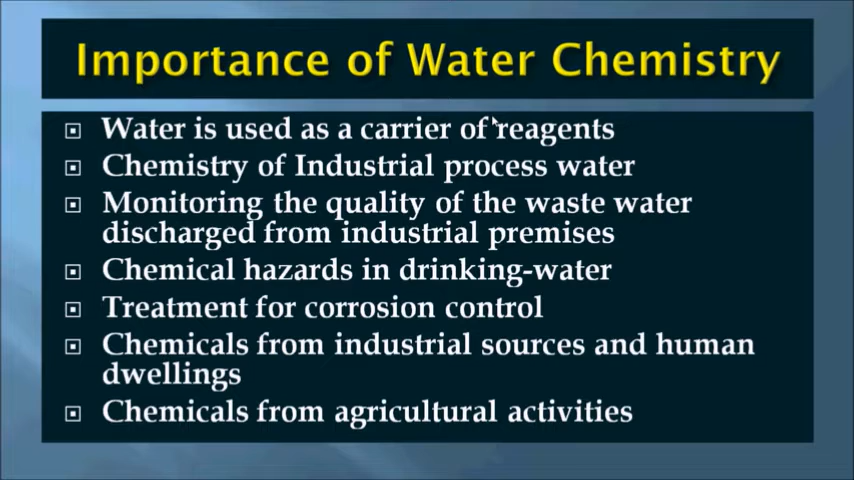 Importance of Water Chemistry
Water is used as a carrier of reagents
Chemistry of Industrial process water
Monitoring the quality of the waste water
discharged from industrial premises
Chemical hazards in drinking-water
Treatment for corrosion control
Chemicals from industrial sources and human
dwellings
Chemicals from agricultural activities